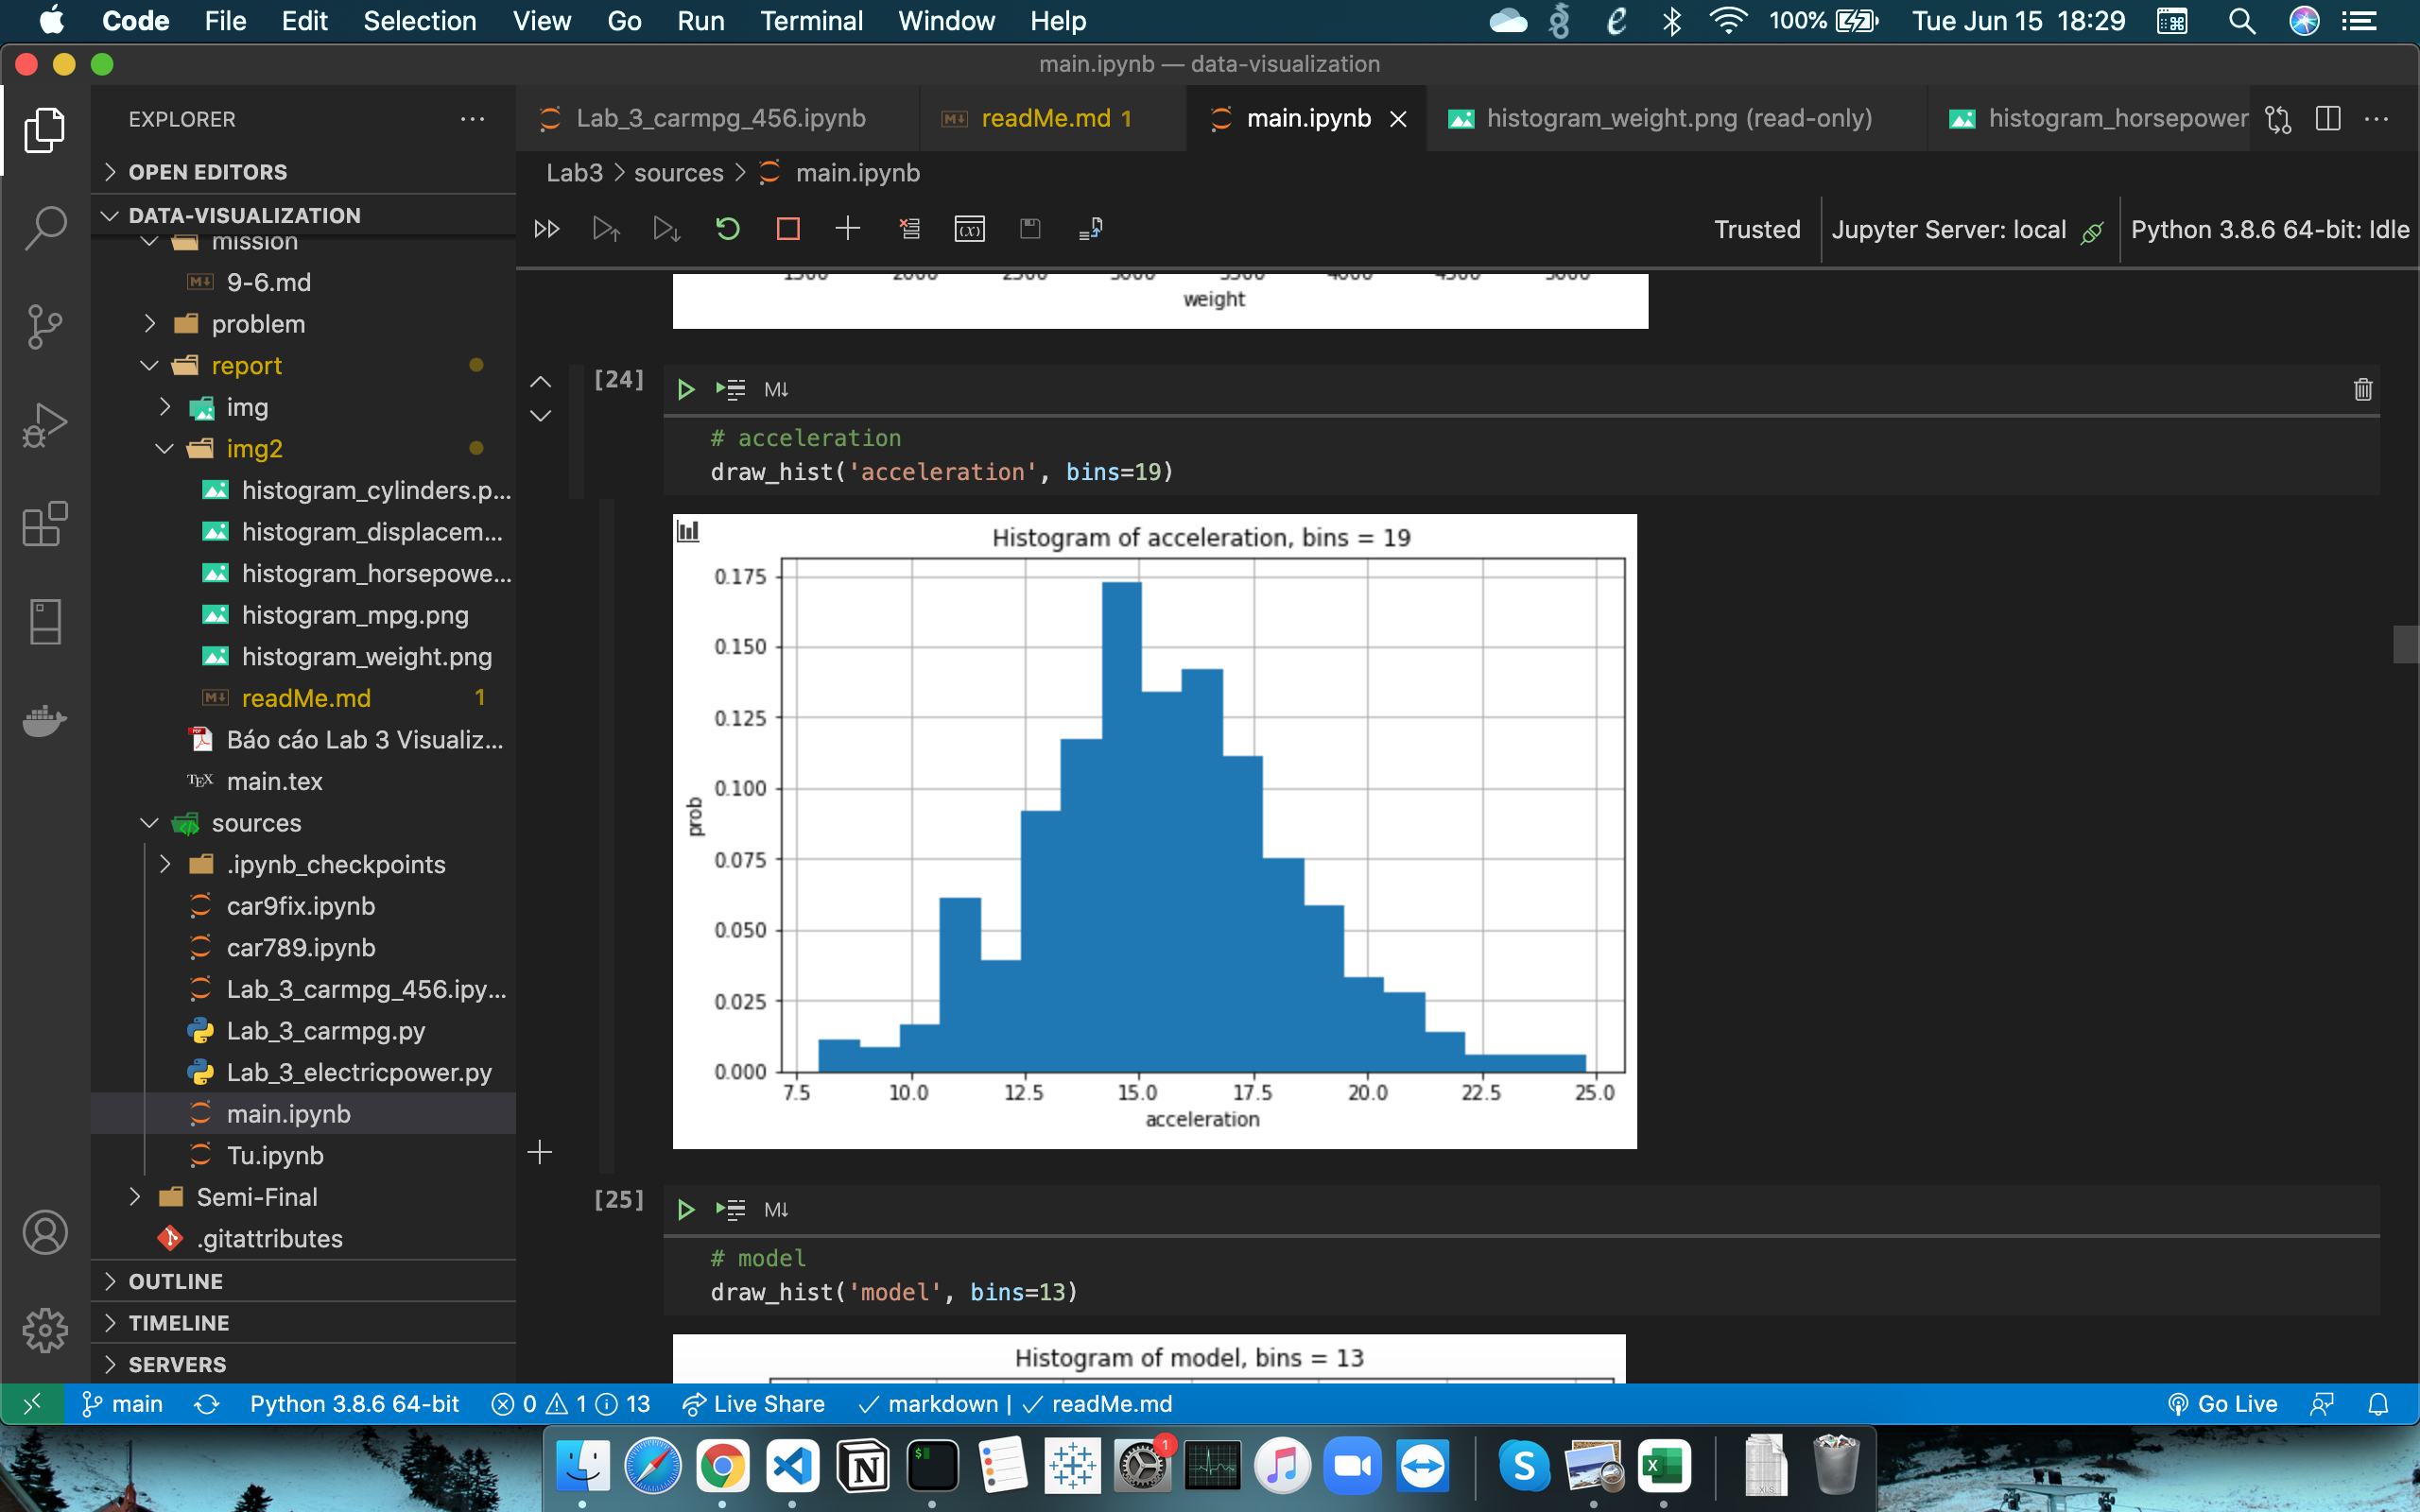 Code File Edit Selection View Go Run Terminal Window Help 100% Tue Jun 15 18:29
main.ipynb — data-visualization
EXPLORER
OPEN EDITORS
DATA-VISUALIZATION
mission
9-6.md
problem
report
img
img2
histogram_cylinders.p...
histogram_displacem...
histogram_horsepowe...
histogram_mpg.png
histogram_weight.png
readMe.md 1
Báo cáo Lab 3 Visualiz...
main.tex
sources
.ipynb_checkpoints
car9fix.ipynb
car789.ipynb
Lab_3_carmpg_456.ipy...
Lab_3_carmpg.py
Lab_3_electricpower.py
main.ipynb
Tu.ipynb
Semi-Final
.gitattributes
OUTLINE
TIMELINE
SERVERS
Lab_3_carmpg_456.ipynb readMe.md 1 main.ipynb histogram_weight.png (read-only) histogram_horsepower
Lab3 > sources > main.ipynb
Trusted Jupyter Server: local Python 3.8.6 64-bit: Idle
1500 2000 2500 3000 3500 4000 4500 5000
weight
[24]
M↓
# acceleration
draw_hist('acceleration', bins=19)
Histogram of acceleration, bins = 19
0.175
0.150
0.125
0.100
0.075
0.050
0.025
0.000
prob
7.5 10.0 12.5 15.0 17.5 20.0 22.5 25.0
acceleration
[25]
M↓
# model
draw_hist('model', bins=13)
Histogram of model, bins = 13
main Python 3.8.6 64-bit 0 1 13 Live Share markdown | readMe.md Go Live
1